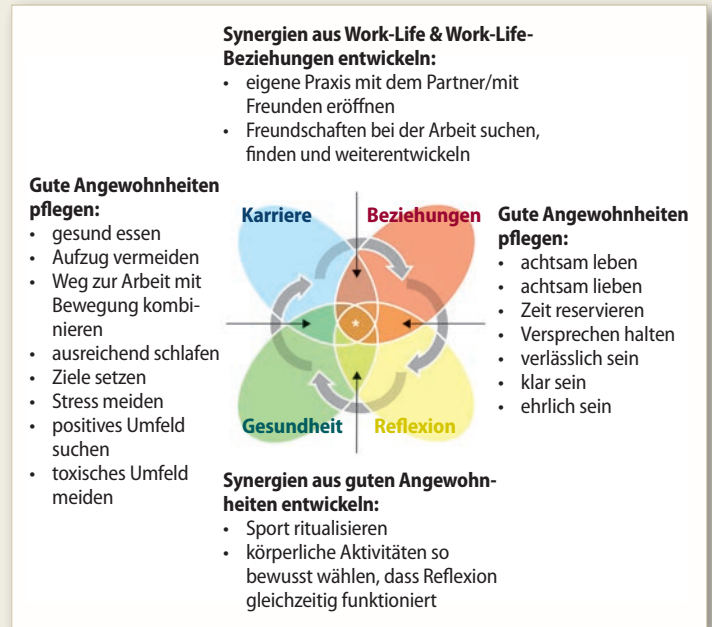 Synergien aus Work-Life & Work-Life-
Beziehungen entwickeln:
• eigene Praxis mit dem Partner/mit
Freunden eröffnen
• Freundschaften bei der Arbeit suchen,
finden und weiterentwickeln
Gute Angewohnheiten
pflegen:
• gesund essen
• Aufzug vermeiden
• Weg zur Arbeit mit
Bewegung kombi-
nieren
• ausreichend schlafen
• Ziele setzen
• Stress meiden
• positives Umfeld
suchen
• toxisches Umfeld
meiden
Karriere
Beziehungen
Gesundheit
Reflexion
Gute Angewohnheiten
pflegen:
• achtsam leben
• achtsam lieben
• Zeit reservieren
• Versprechen halten
• verlässlich sein
• klar sein
• ehrlich sein
Synergien aus guten Angewohn-
heiten entwickeln:
• Sport ritualisieren
• körperliche Aktivitäten so
bewusst wählen, dass Reflexion
gleichzeitig funktioniert